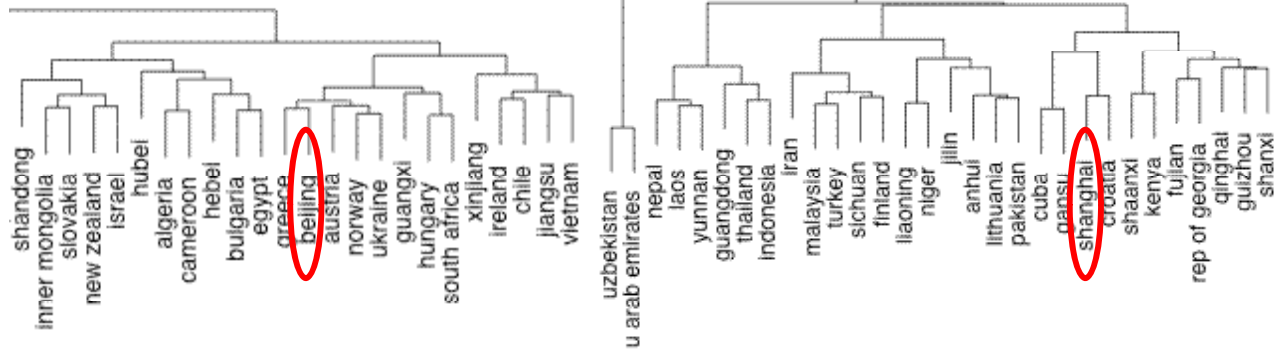 shandong
inner mongolia
slovakia
new zealand
israel
hubei
algeria
cameroon
hebei
bulgaria
egypt
greece
beijing
austria
norway
ukraine
guangxi
hungary
south africa
xinjiang
ireland
chile
jiangsu
vietnam
uzbekistan
u arab emirates
nepal
laos
yunnan
guangdong
thailand
indonesia
iran
malaysia
turkey
sichuan
finland
liaoning
niger
jilin
anhui
lithuania
pakistan
cuba
gansu
shanghai
croatia
shaanxi
kenya
fujian
rep of georgia
qinghai
guizhou
shanxi